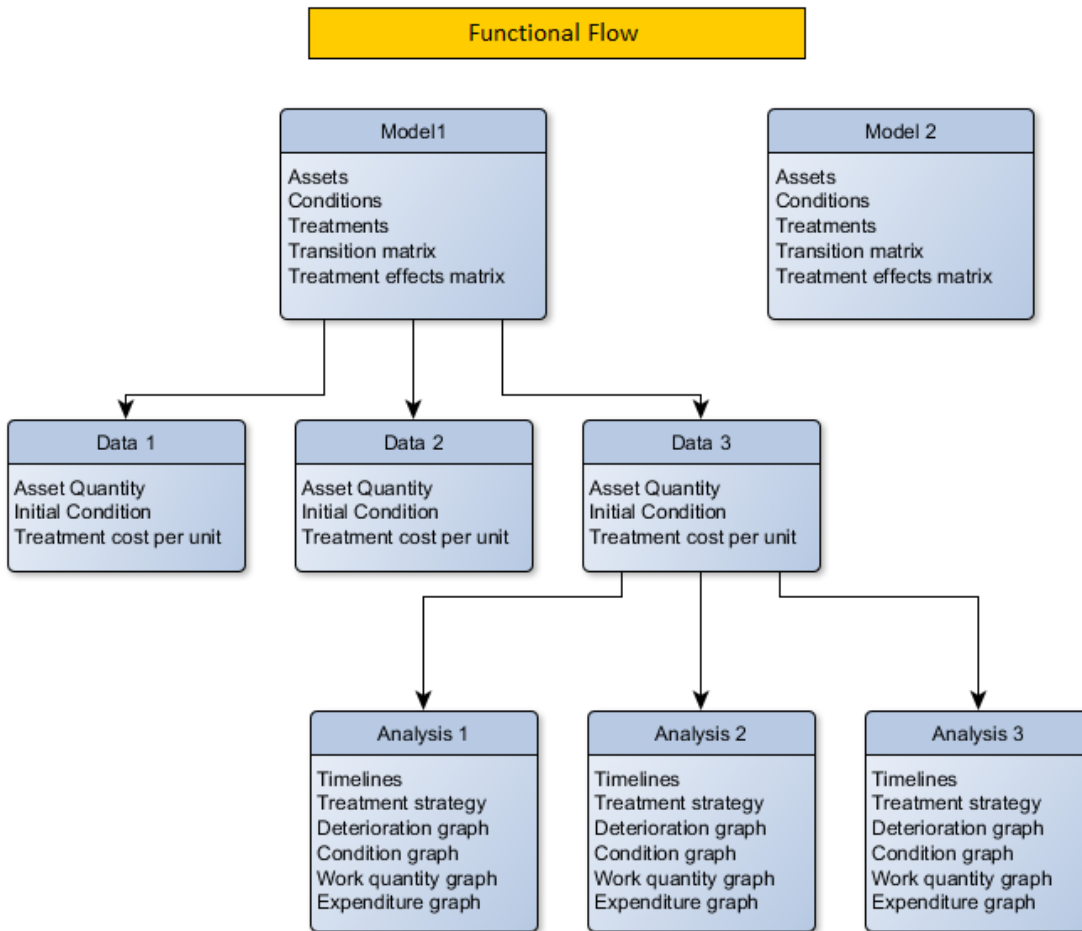 Functional Flow
Model1
Assets
Conditions
Treatments
Transition matrix
Treatment effects matrix
Model 2
Assets
Conditions
Treatments
Transition matrix
Treatment effects matrix
Data 1
Asset Quantity
Initial Condition
Treatment cost per unit
Data 2
Asset Quantity
Initial Condition
Treatment cost per unit
Data 3
Asset Quantity
Initial Condition
Treatment cost per unit
Analysis 1
Timelines
Treatment strategy
Deterioration graph
Condition graph
Work quantity graph
Expenditure graph
Analysis 2
Timelines
Treatment strategy
Deterioration graph
Condition graph
Work quantity graph
Expenditure graph
Analysis 3
Timelines
Treatment strategy
Deterioration graph
Condition graph
Work quantity graph
Expenditure graph